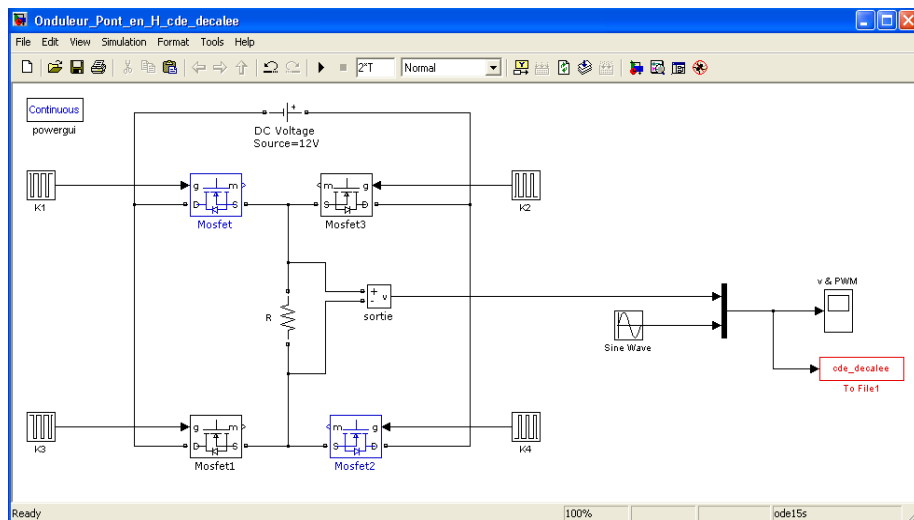 Onduleur_Pont_en_H_cde_decalee
File Edit View Simulation Format Tools Help
2*T Normal
Continuous
powergui
+
DC Voltage
Source=12V
K1
g m
D S
Mosfet
m g
S D
Mosfet3
K2
+
-
v
sortie
R
Sine Wave
v & PWM
cde_decalee
To File1
K3
g m
D S
Mosfet1
m g
S D
Mosfet2
K4
Ready 100% ode15s